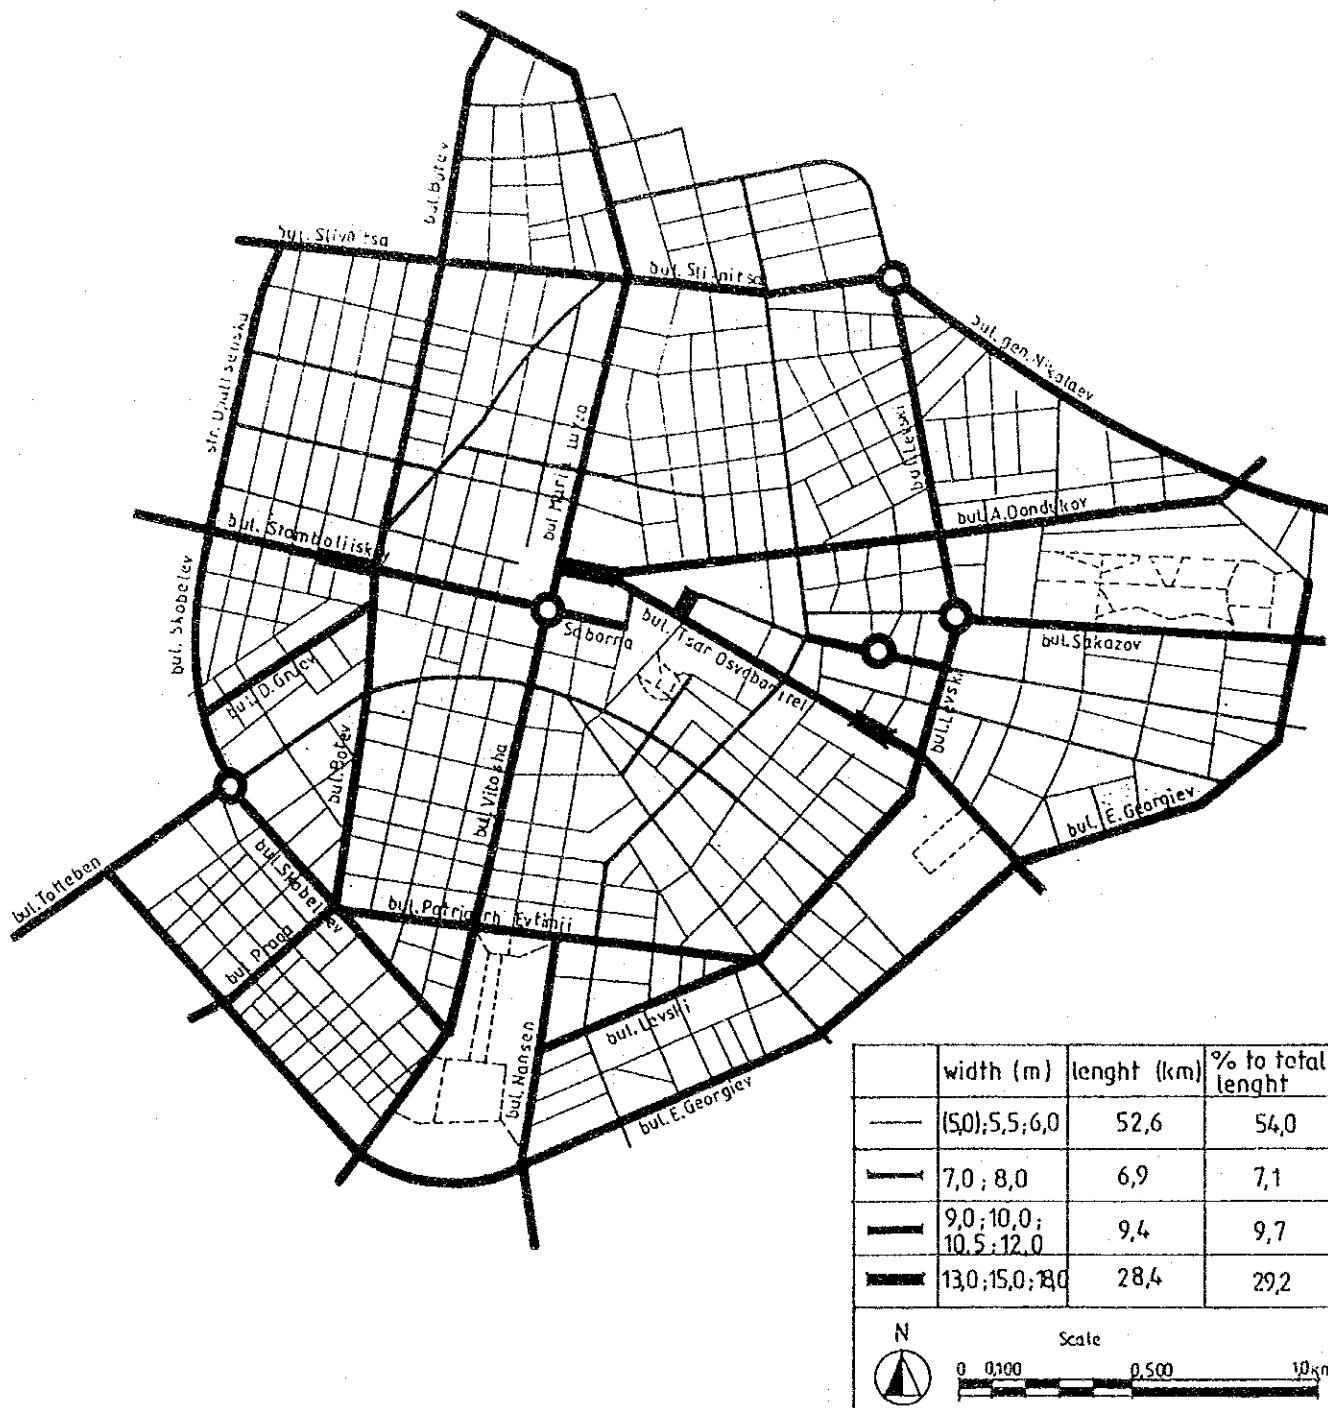 bul. Botev
bul. Slivnitsa
bul. Slivnitsa
bul. gen. Nikolaev
bul. Levski
bul. A. Dondykov
bul. Stamboliiski
bul. Skobelev
Saborna
bul. Tsar Osvoboditel
bul. Sakazov
bul. Levski
bul. D. Gruev
bul. Botev
bul. Vitosha
bul. E. Georgiev
bul. Totleben
bul. Skobelev
bul. Patriarch Evtimii
bul. Praga
bul. Levski
bul. Nansen
bul. E. Georgiev
width (m) lenght (km) % to total
lenght
(5,0);5,5;6,0 52,6 54,0
7,0; 8,0 6,9 7,1
9,0;10,0;
10,5;12,0 9,4 9,7
13,0;15,0;18,0 28,4 29,2
N
Scale
0 0,100 0,500 1,0 km